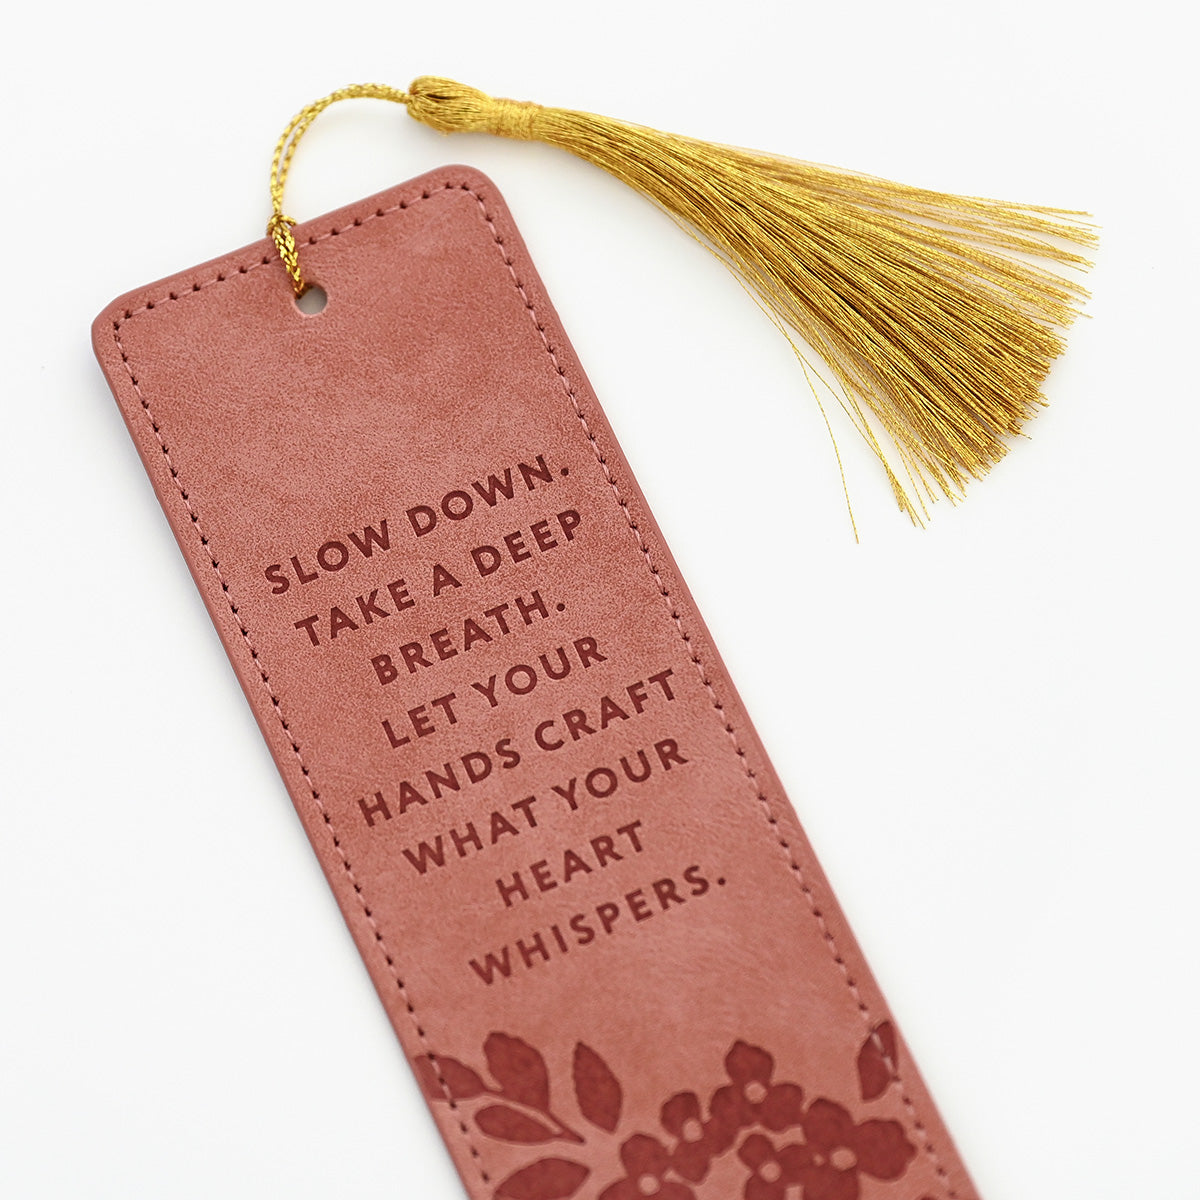 SLOW DOWN.
TAKE A DEEP
BREATH.
LET YOUR
HANDS CRAFT
WHAT YOUR
HEART
WHISPERS.